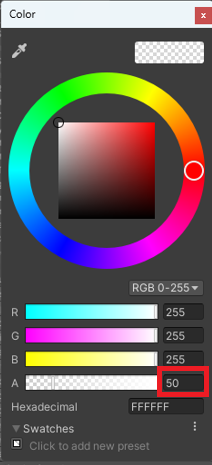 Color
RGB 0-255
R 255
G 255
B 255
A 50
Hexadecimal FFFFFF
Swatches
Click to add new preset